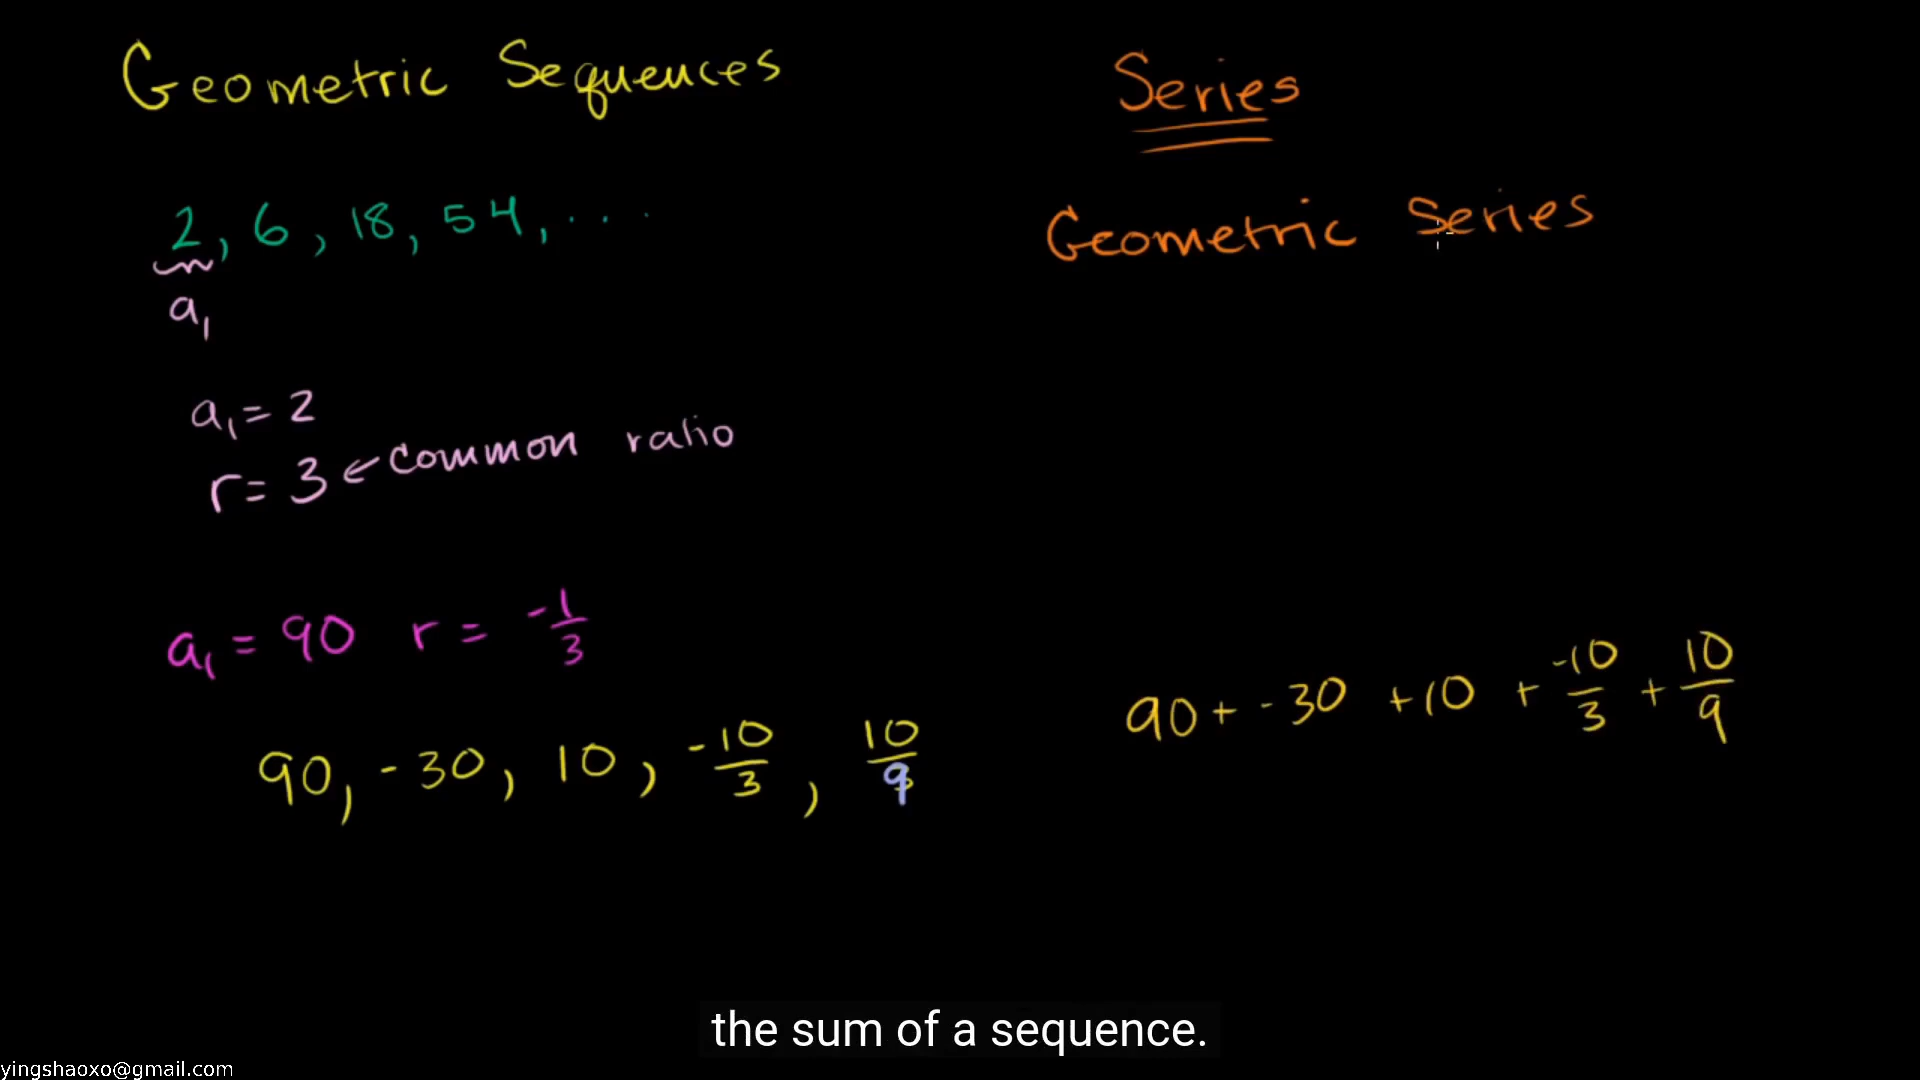 Geometric Sequences
2, 6, 18, 54, ...
a₁
a₁ = 2
r = 3 ← common ratio
a₁ = 90 r = -1/3
90, -30, 10, -10/3, 10/9
Series
Geometric Series
90 + -30 + 10 + -10/3 + 10/9
the sum of a sequence.
yingshaoxo@gmail.com